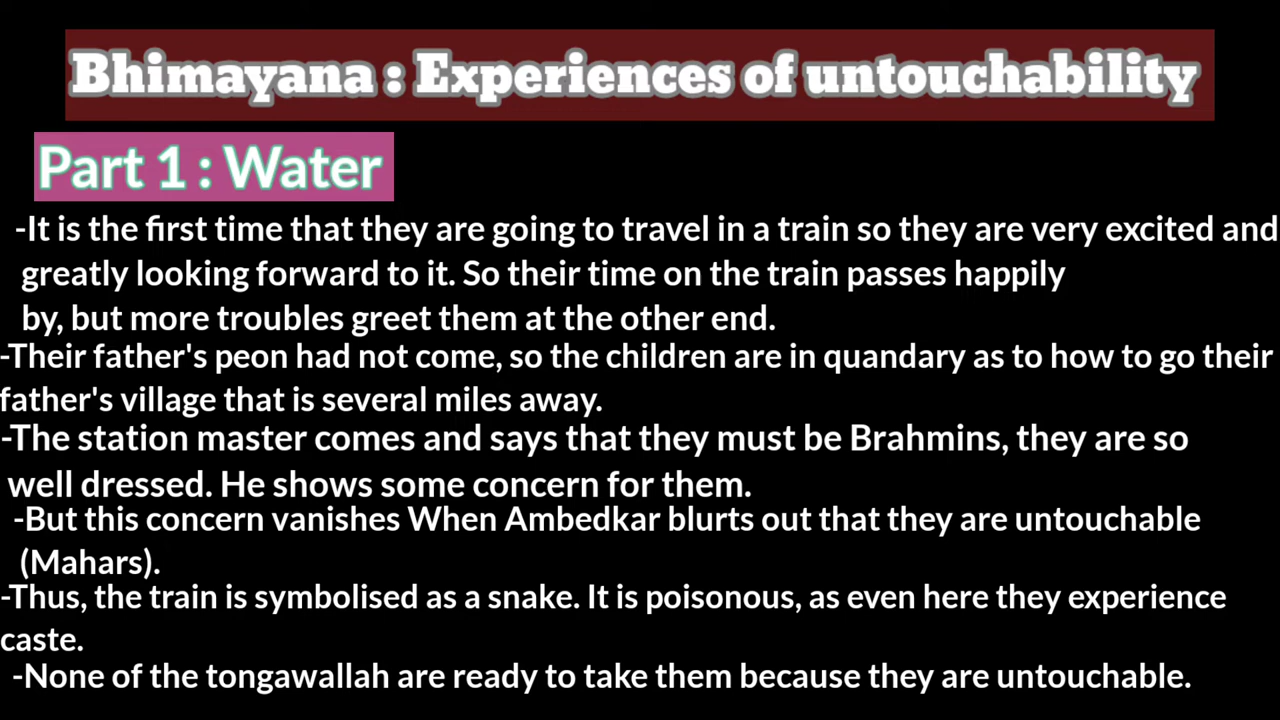 Bhimayana : Experiences of untouchability
Part 1 : Water
-It is the first time that they are going to travel in a train so they are very excited and
greatly looking forward to it. So their time on the train passes happily
by, but more troubles greet them at the other end.
-Their father's peon had not come, so the children are in quandary as to how to go their
father's village that is several miles away.
-The station master comes and says that they must be Brahmins, they are so
well dressed. He shows some concern for them.
-But this concern vanishes When Ambedkar blurts out that they are untouchable
(Mahars).
-Thus, the train is symbolised as a snake. It is poisonous, as even here they experience
caste.
-None of the tongawallah are ready to take them because they are untouchable.